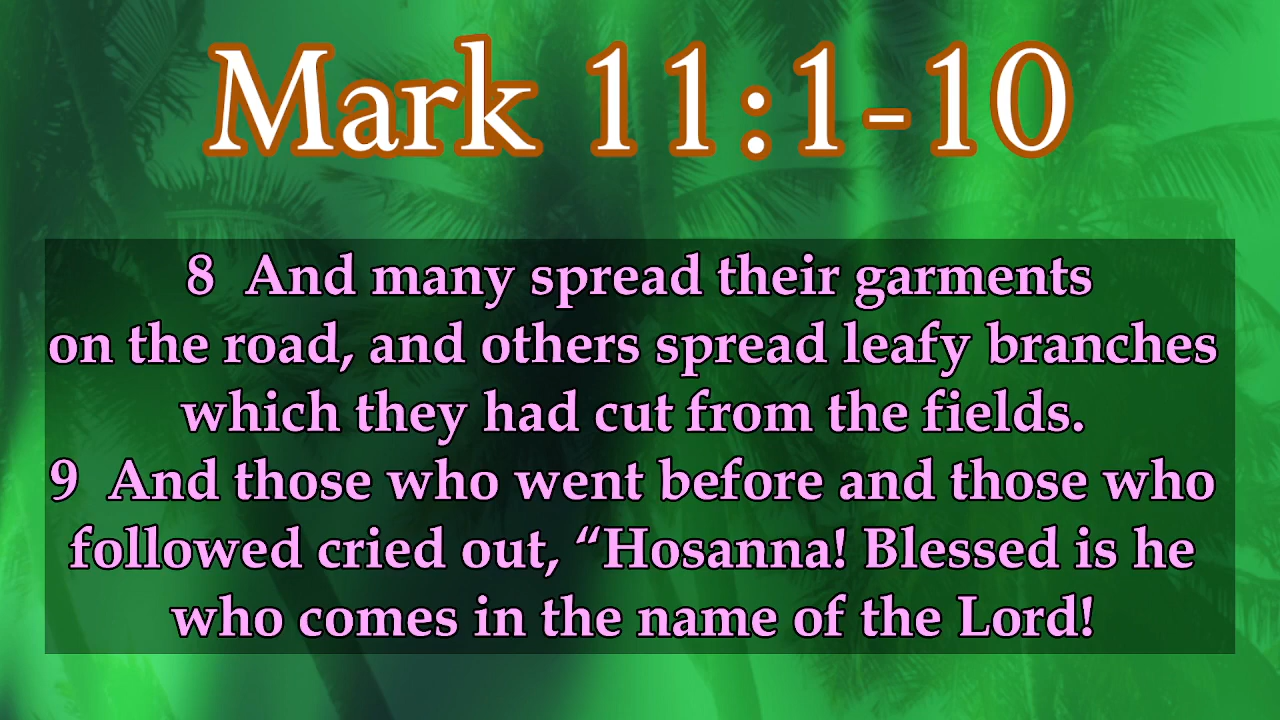 Mark 11:1-10
8  And many spread their garments
on the road, and others spread leafy branches
which they had cut from the fields.
9  And those who went before and those who
followed cried out, “Hosanna! Blessed is he
who comes in the name of the Lord!